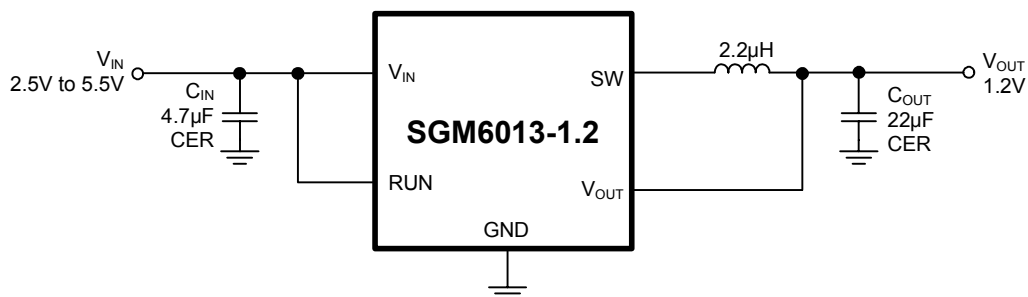 VIN
2.5V to 5.5V
CIN
4.7µF
CER
VIN
RUN
SGM6013-1.2
GND
SW
VOUT
2.2µH
COUT
22µF
CER
VOUT
1.2V